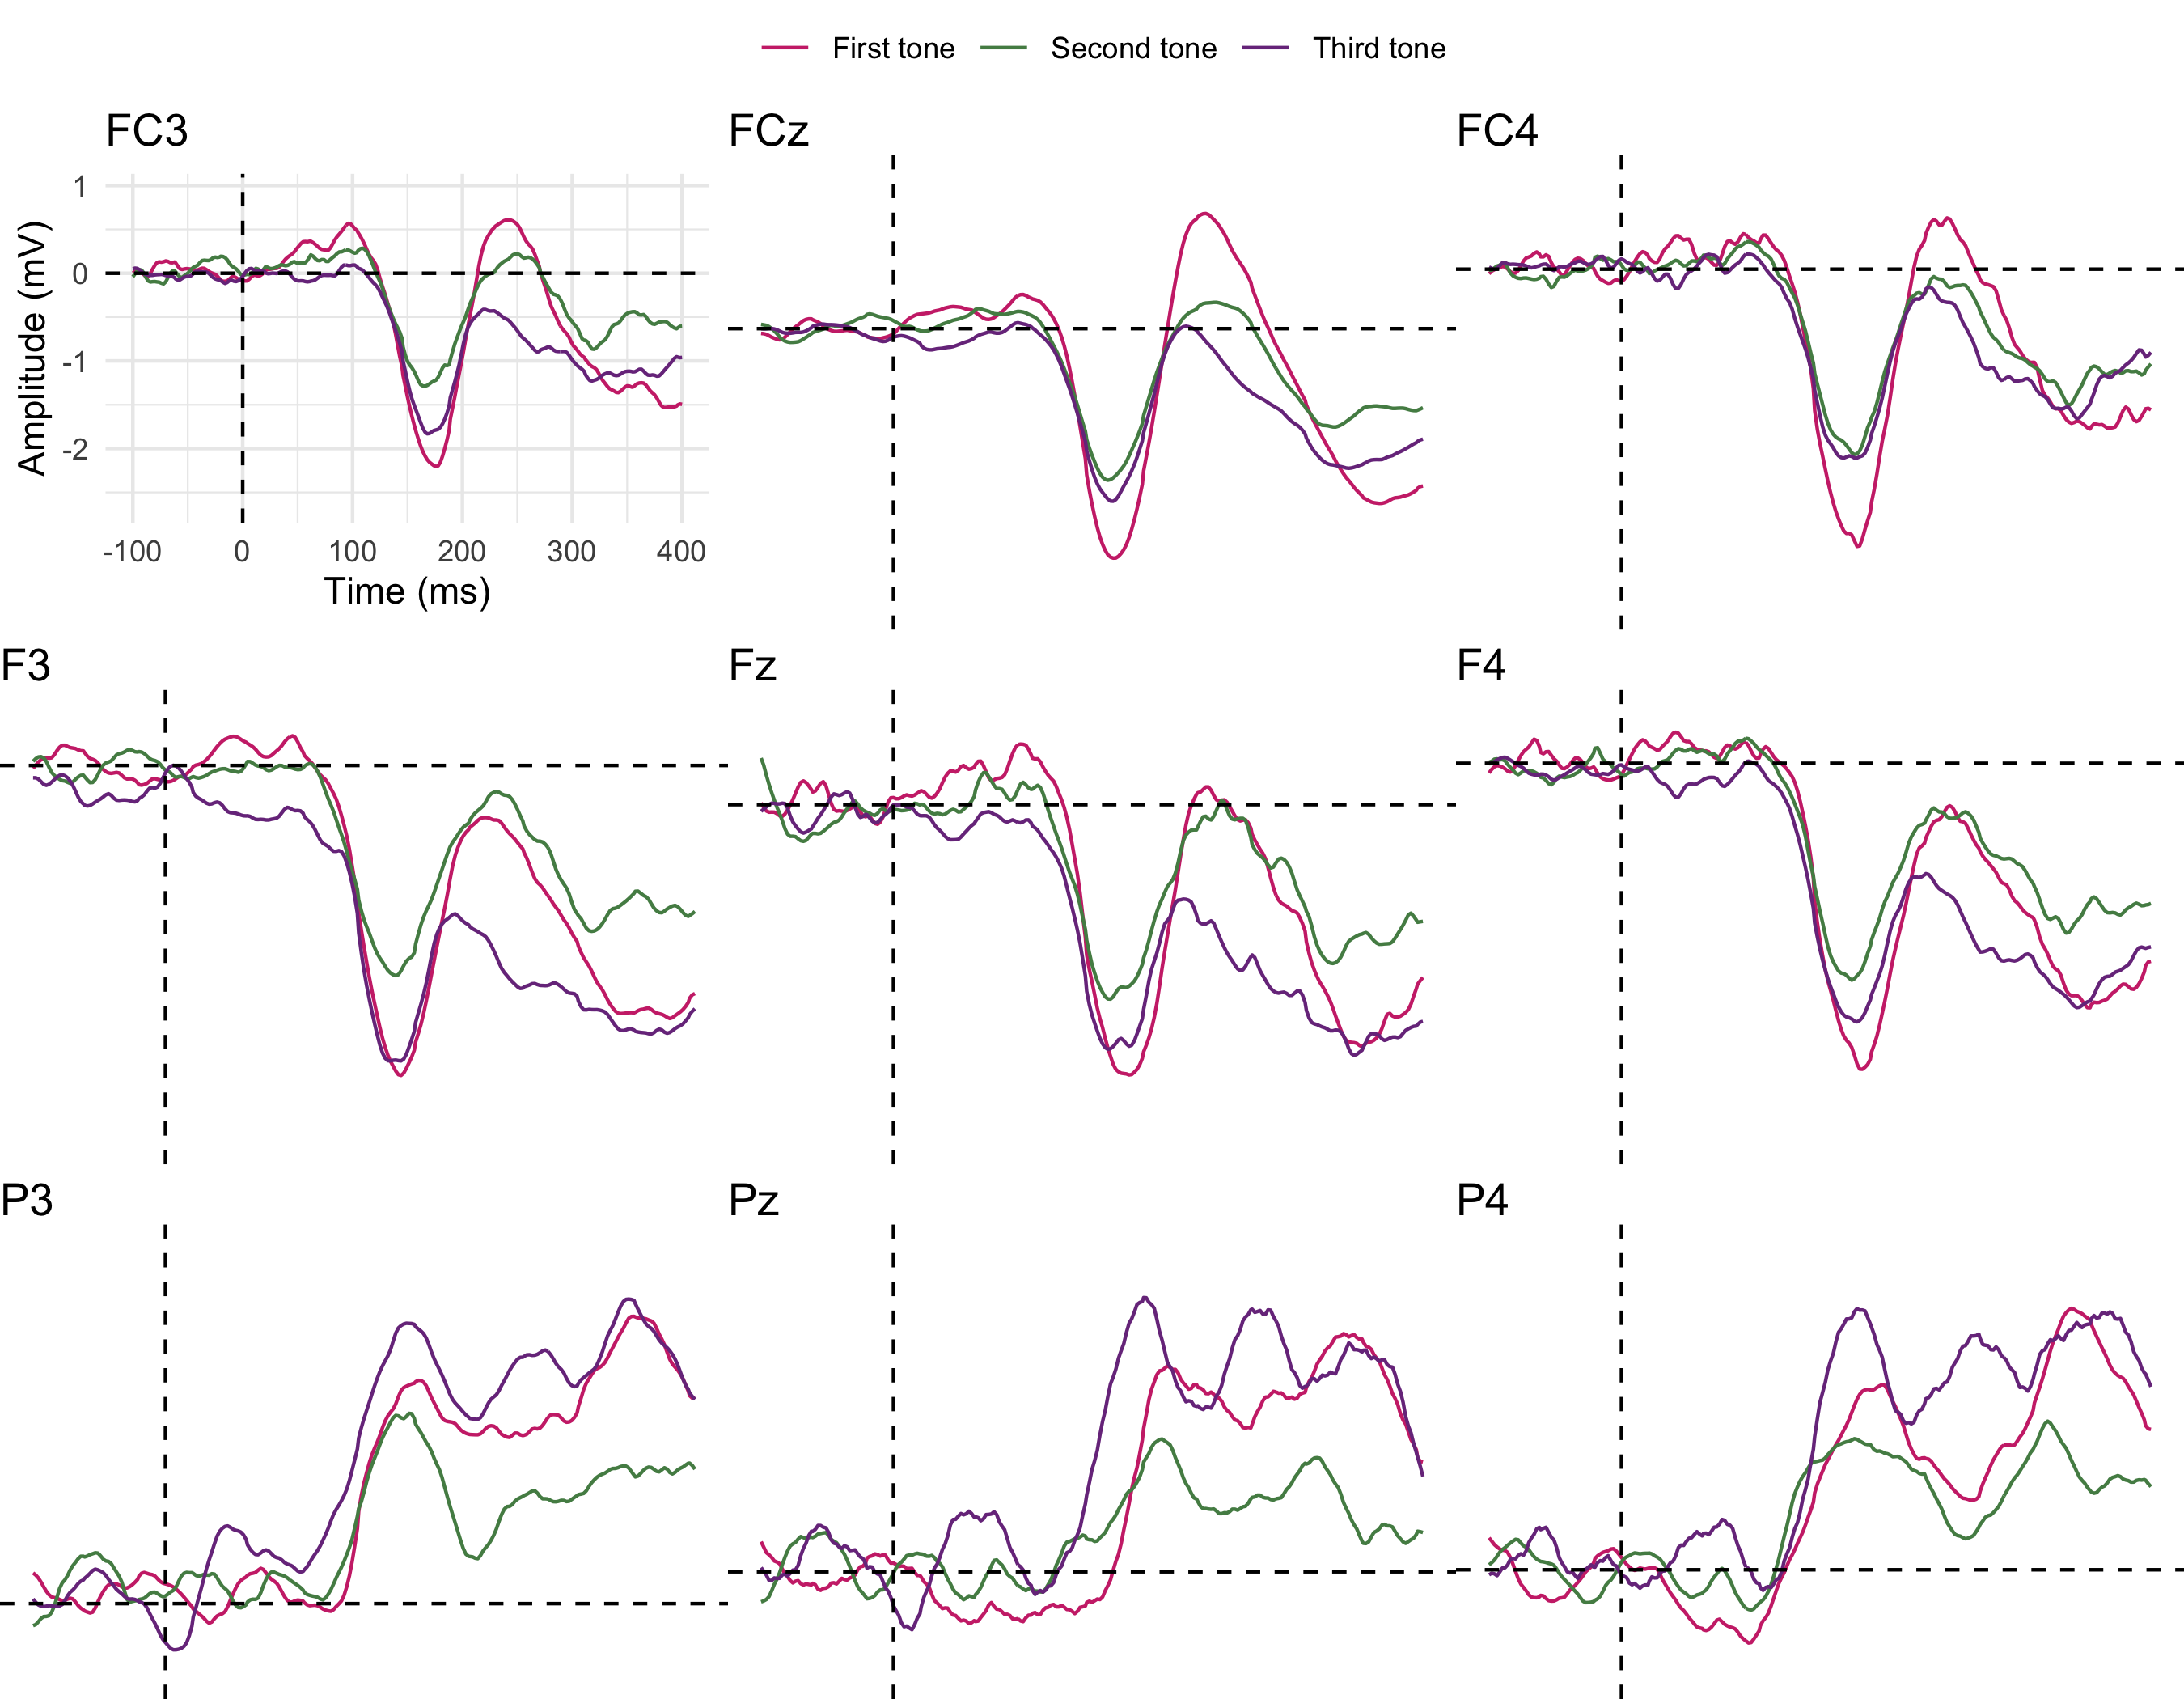 First tone Second tone Third tone
FC3 FCz FC4
1
0
-1
-2
Amplitude (mV)
-100 0 100 200 300 400
Time (ms)
F3 Fz F4
P3 Pz P4